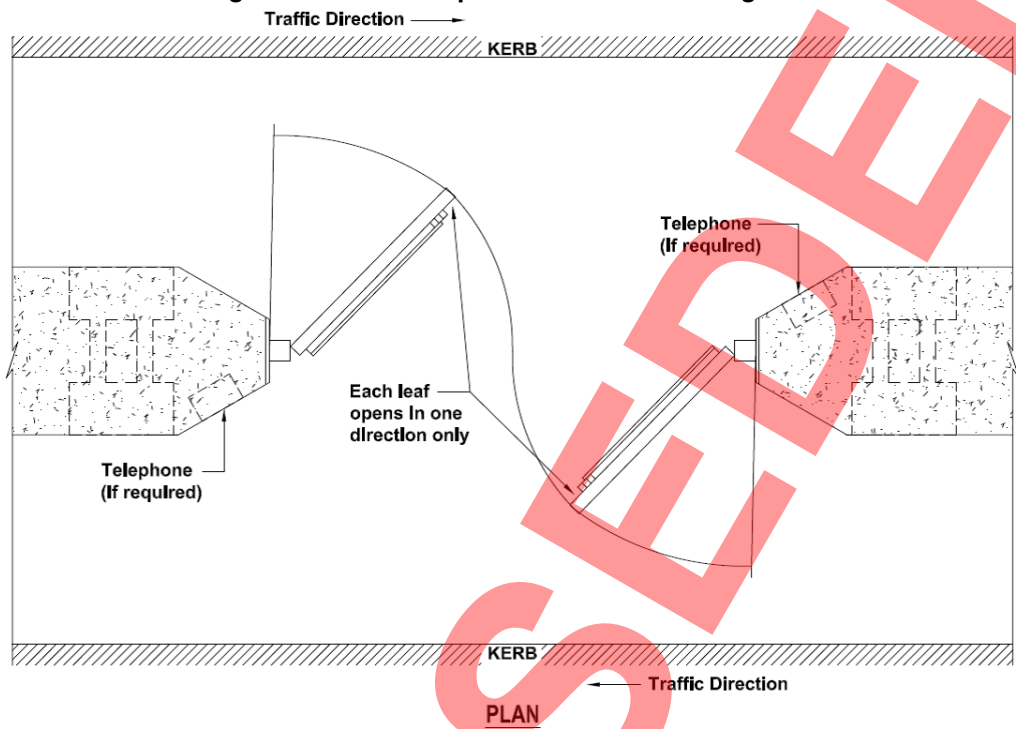 Traffic Direction
KERB
Telephone
(If required)
Each leaf
opens In one
direction only
Telephone
(If required)
KERB
Traffic Direction
PLAN
SEDE